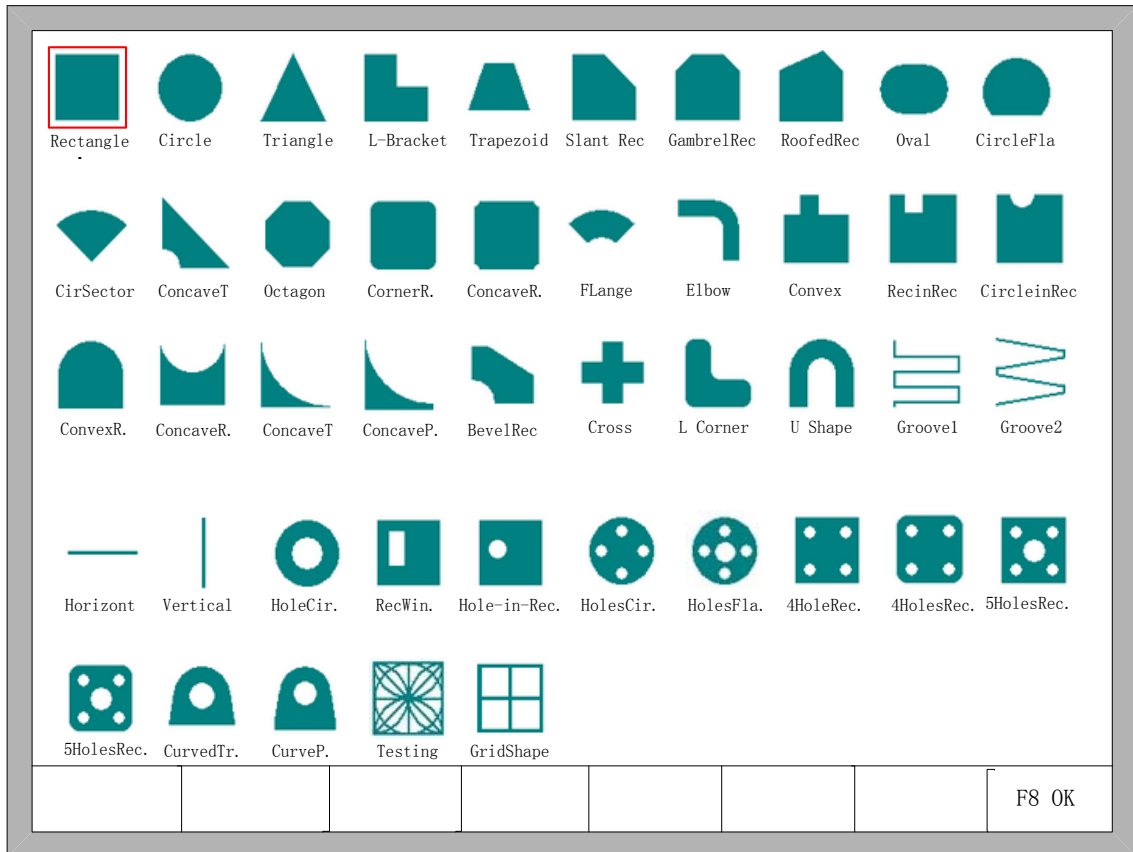 Rectangle Circle Triangle L-Bracket Trapezoid Slant Rec GambrelRec RoofedRec Oval CircleFla
CirSector ConcaveT Octagon CornerR. ConcaveR. FLange Elbow Convex RecinRec CircleinRec
ConvexR. ConcaveR. ConcaveT ConcaveP. BevelRec Cross L Corner U Shape Groove1 Groove2
Horizont Vertical HoleCir. RecWin. Hole-in-Rec. HolesCir. HolesFla. 4HoleRec. 4HolesRec. 5HolesRec.
5HolesRec. CurvedTr. CurveP. Testing GridShape
F8 OK